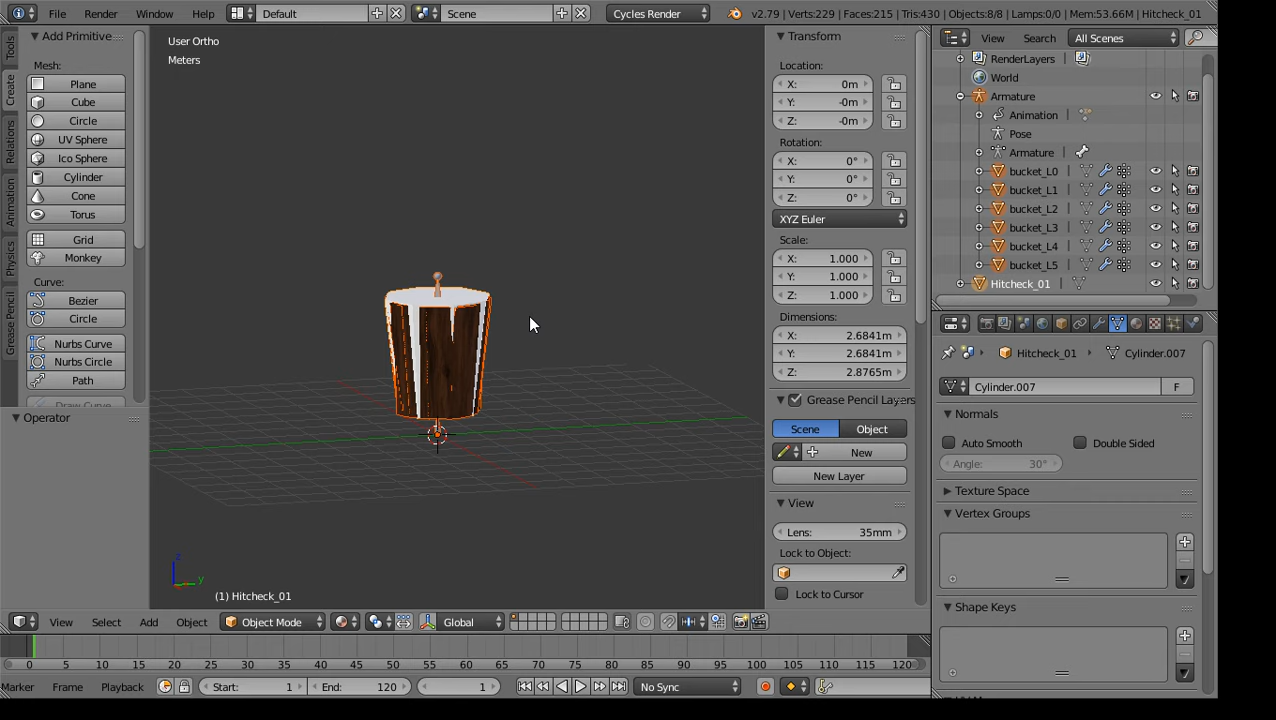 File Render Window Help Default Scene Cycles Render v2.79 | Verts:229 | Faces:215 | Tris:430 | Objects:8/8 | Lamps:0/0 | Mem:53.66M | Hitcheck_01
Tools
Create
Relations
Animation
Physics
Grease Pencil
Add Primitive
Mesh:
Plane
Cube
Circle
UV Sphere
Ico Sphere
Cylinder
Cone
Torus
Grid
Monkey
Curve:
Bezier
Circle
Nurbs Curve
Nurbs Circle
Path
Draw Curve
Operator
User Ortho
Meters
z
y
(1) Hitcheck_01
Transform
Location:
X: 0m
Y: -0m
Z: -0m
Rotation:
X: 0°
Y: 0°
Z: 0°
XYZ Euler
Scale:
X: 1.000
Y: 1.000
Z: 1.000
Dimensions:
X: 2.6841m
Y: 2.6841m
Z: 2.8765m
Grease Pencil Layers
Scene Object
New
New Layer
View
Lens: 35mm
Lock to Object:
Lock to Cursor
View Search All Scenes
RenderLayers
World
Armature
Animation
Pose
Armature
bucket_L0
bucket_L1
bucket_L2
bucket_L3
bucket_L4
bucket_L5
Hitcheck_01
Hitcheck_01 Cylinder.007
Cylinder.007 F
Normals
Auto Smooth Double Sided
Angle: 30°
Texture Space
Vertex Groups
Shape Keys
View Select Add Object Object Mode Global
0 5 10 15 20 25 30 35 40 45 50 55 60 65 70 75 80 85 90 95 100 105 110 115 120
Marker Frame Playback Start: 1 End: 120 1 No Sync